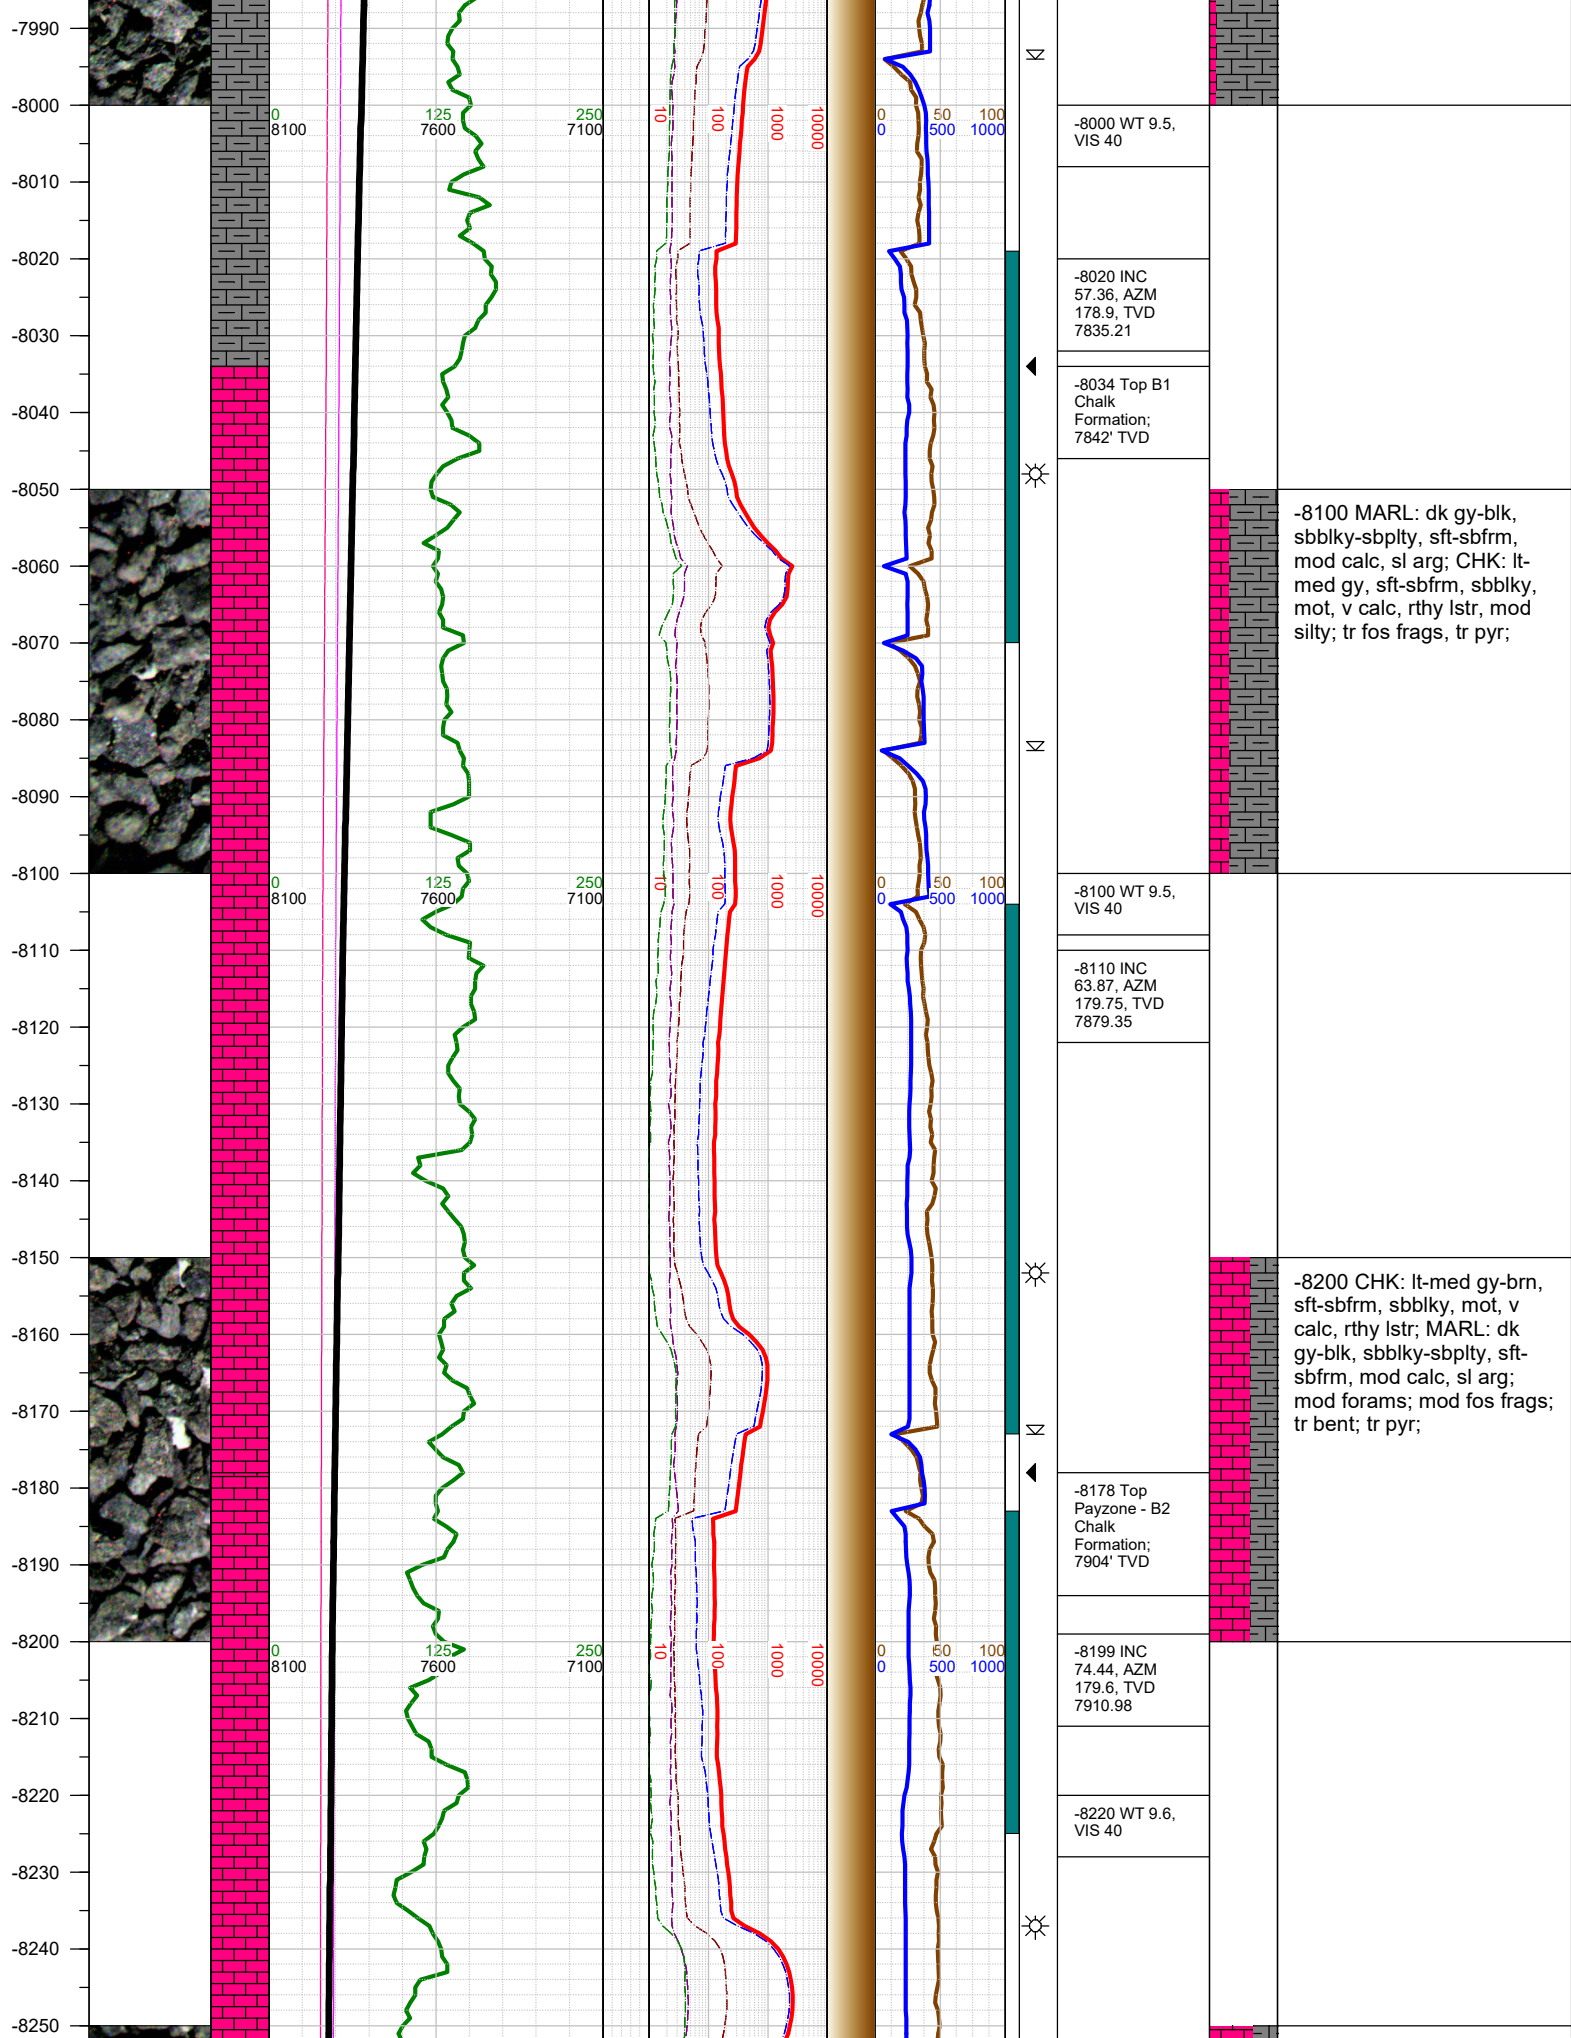 -7990
-8000
0 125 250
8100 7600 7100
10 100 1000 10000
0 100
0 500 1000
-8000 WT 9.5,
VIS 40
-8010
-8020
-8020 INC
57.36, AZM
178.9, TVD
7835.21
-8030
-8034 Top B1
Chalk
Formation;
7842' TVD
-8040
-8050
-8100 MARL: dk gy-blk,
sbblky-sbplty, sft-sbfrm,
mod calc, sl arg; CHK: lt-
med gy, sft-sbfrm, sbblky,
mot, v calc, rthy lstr, mod
silty; tr fos frags, tr pyr;
-8060
-8070
-8080
-8090
-8100
0 125 250
8100 7600 7100
10 100 1000 10000
0 100
0 500 1000
-8100 WT 9.5,
VIS 40
-8110
-8110 INC
63.87, AZM
179.75, TVD
7879.35
-8120
-8130
-8140
-8150
-8200 CHK: lt-med gy-brn,
sft-sbfrm, sbblky, mot, v
calc, rthy lstr; MARL: dk
gy-blk, sbblky-sbplty, sft-
sbfrm, mod calc, sl arg;
mod forams; mod fos frags;
tr bent; tr pyr;
-8160
-8170
-8180
-8178 Top
Payzone - B2
Chalk
Formation;
7904' TVD
-8190
-8200
0 125 250
8100 7600 7100
10 100 1000 10000
0 100
0 500 1000
-8199 INC
74.44, AZM
179.6, TVD
7910.98
-8210
-8220
-8220 WT 9.6,
VIS 40
-8230
-8240
-8250